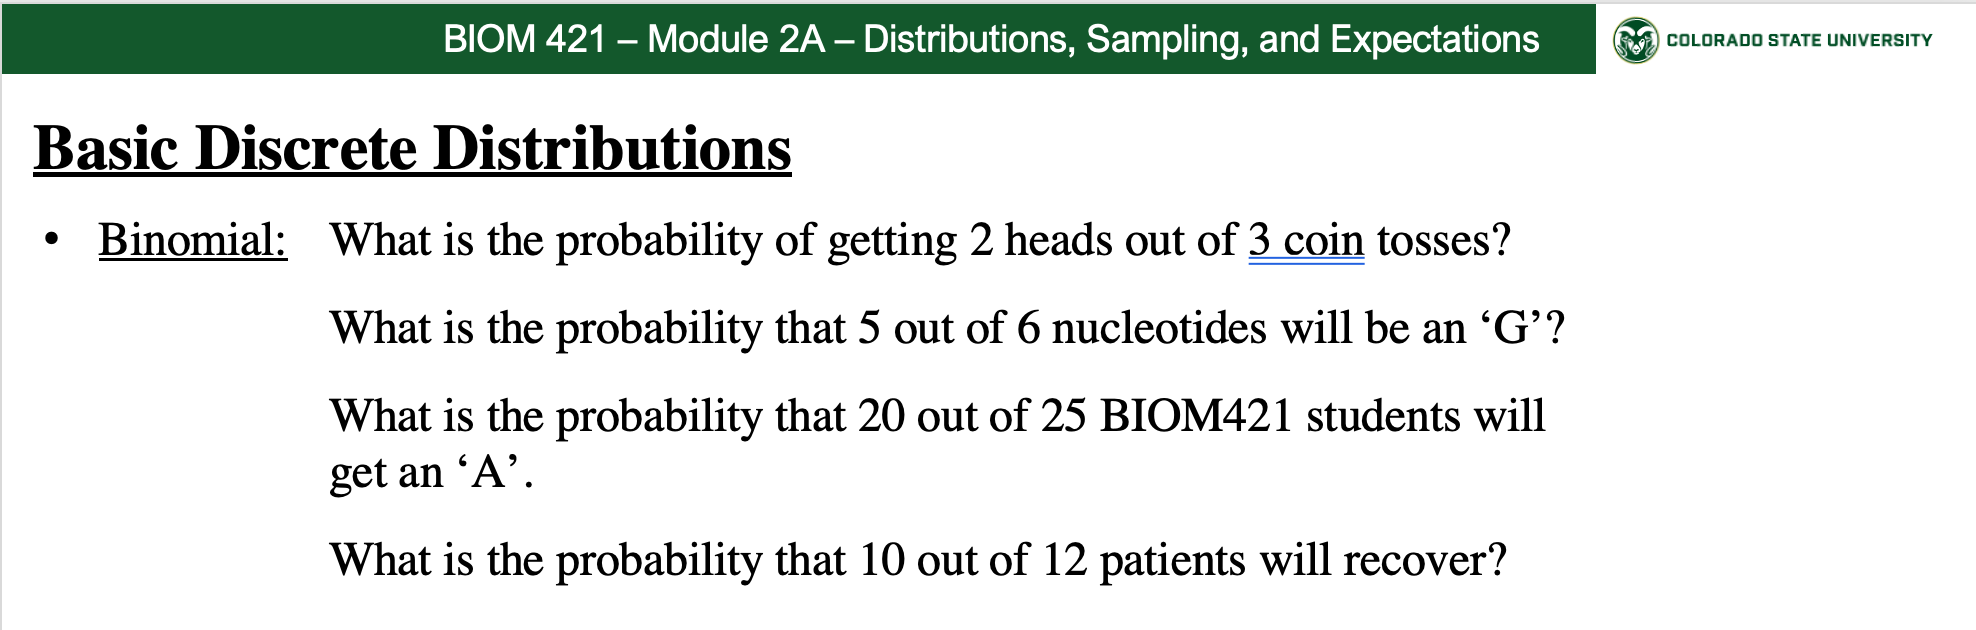 BIOM 421 – Module 2A – Distributions, Sampling, and Expectations
COLORADO STATE UNIVERSITY
Basic Discrete Distributions
• Binomial: What is the probability of getting 2 heads out of 3 coin tosses?
What is the probability that 5 out of 6 nucleotides will be an ‘G’?
What is the probability that 20 out of 25 BIOM421 students will
get an ‘A’.
What is the probability that 10 out of 12 patients will recover?